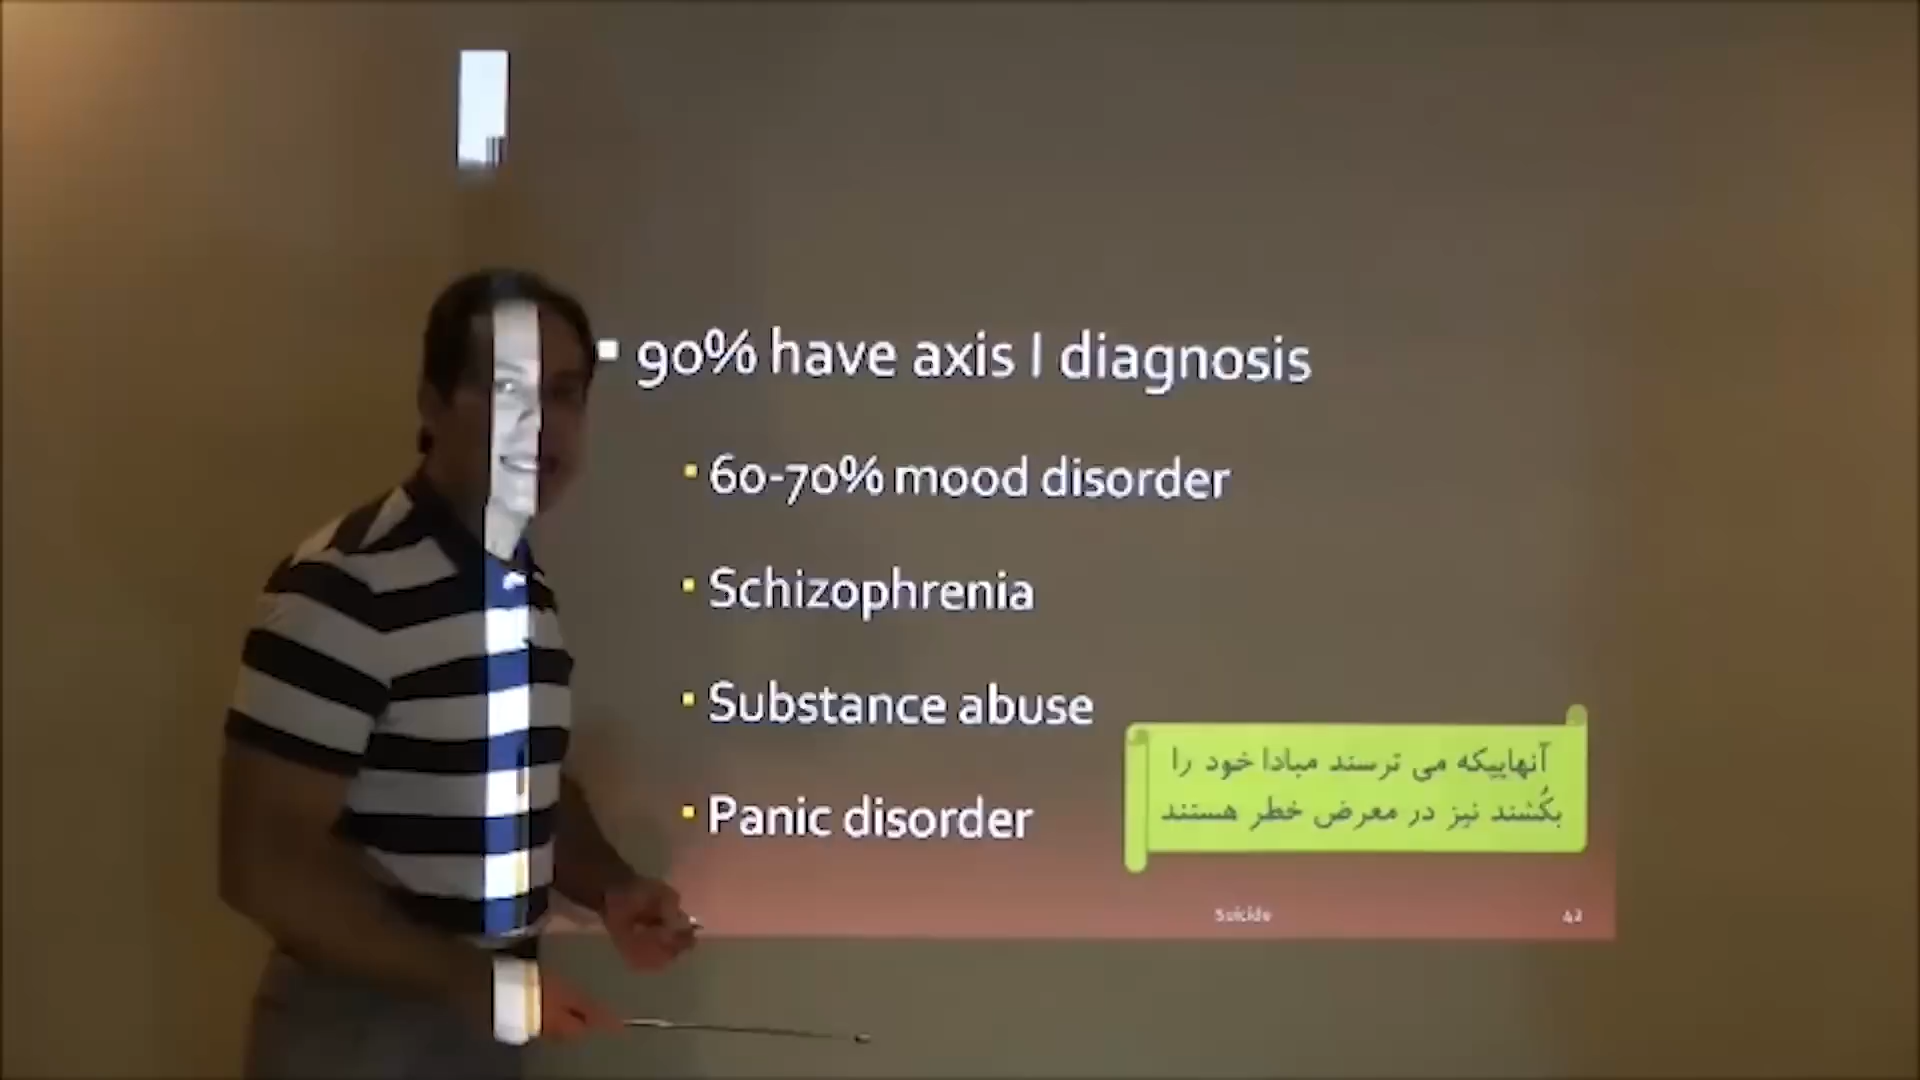 90% have axis I diagnosis
60-70% mood disorder
Schizophrenia
Substance abuse
Panic disorder
آنهاییکه می ترسند مبادا خود را
بکُشند نیز در معرض خطر هستند
Suicide
42